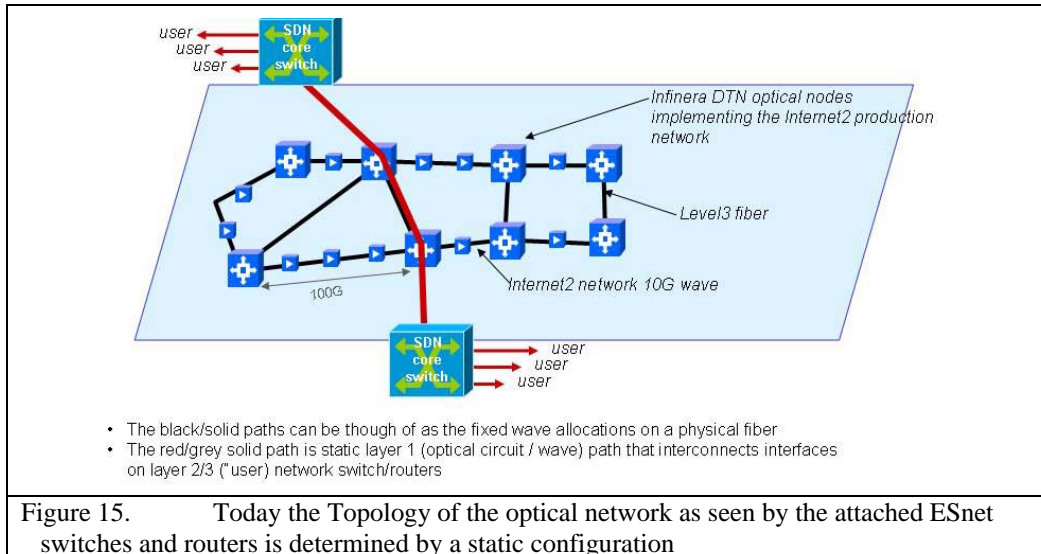 user
user
user
SDN
core
switch
Infinera DTN optical nodes
implementing the Internet2 production
network
Level3 fiber
Internet2 network 10G wave
100G
SDN
core
switch
user
user
user
• The black/solid paths can be though of as the fixed wave allocations on a physical fiber
• The red/grey solid path is static layer 1 (optical circuit / wave) path that interconnects interfaces
on layer 2/3 ("user) network switch/routers
Figure 15. Today the Topology of the optical network as seen by the attached ESnet
switches and routers is determined by a static configuration